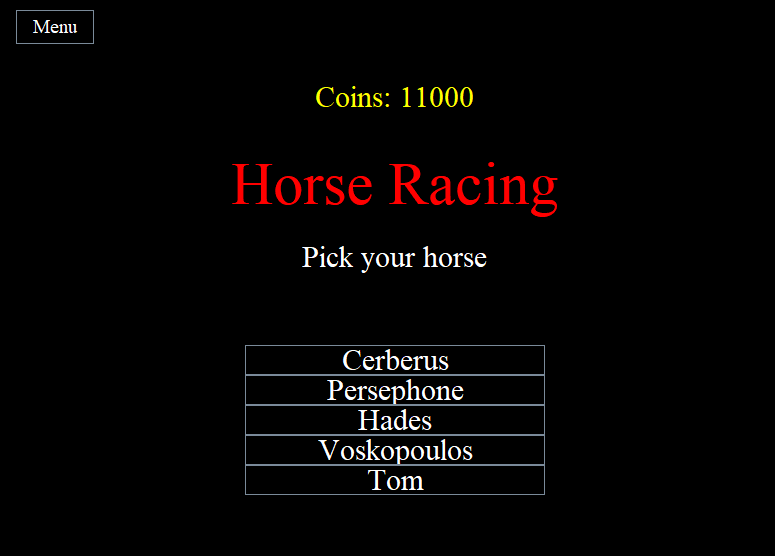 Menu
Coins: 11000
Horse Racing
Pick your horse
Cerberus
Persephone
Hades
Voskopoulos
Tom